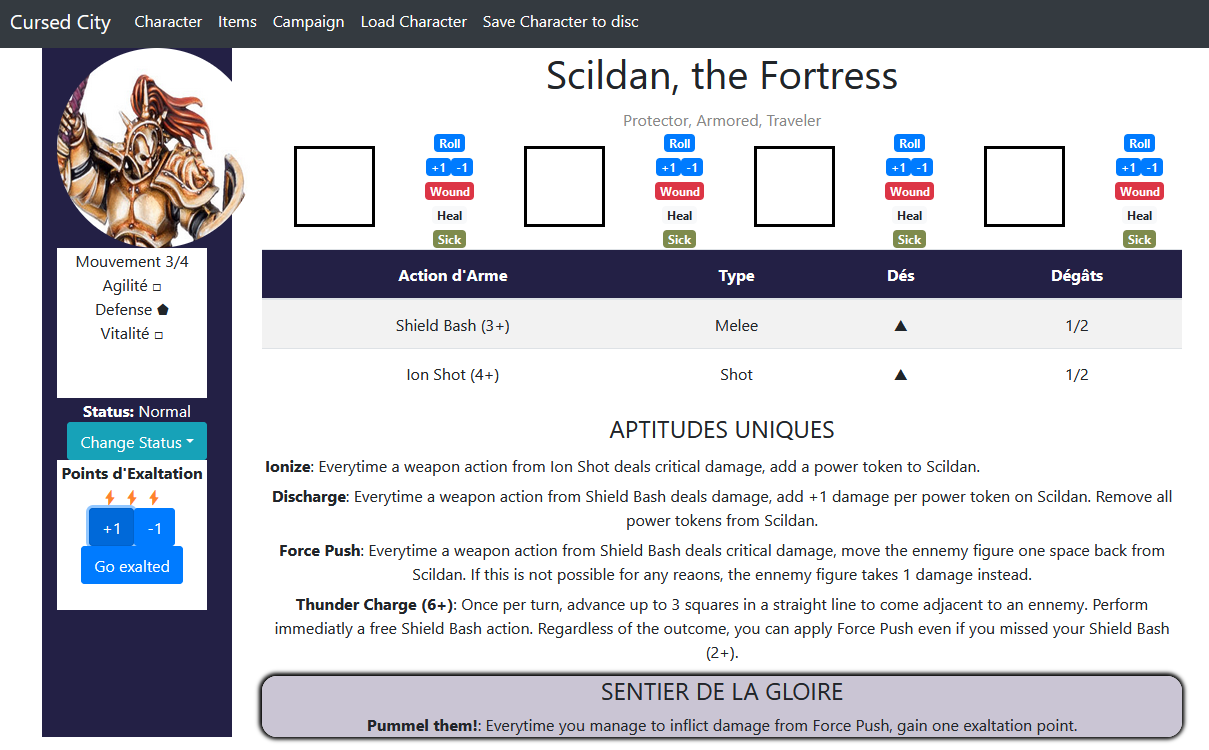 Cursed City Character Items Campaign Load Character Save Character to disc
Scildan, the Fortress
Protector, Armored, Traveler
Roll Roll Roll Roll
+1 -1 +1 -1 +1 -1 +1 -1
Wound Wound Wound Wound
Heal Heal Heal Heal
Sick Sick Sick Sick
Mouvement 3/4
Agilité □
Defense ⬟
Vitalité □
Status: Normal
Change Status
Points d'Exaltation
+1 -1
Go exalted
Action d'Arme Type Dés Dégâts
Shield Bash (3+) Melee ▲ 1/2
Ion Shot (4+) Shot ▲ 1/2
APTITUDES UNIQUES
Ionize: Everytime a weapon action from Ion Shot deals critical damage, add a power token to Scildan.
Discharge: Everytime a weapon action from Shield Bash deals damage, add +1 damage per power token on Scildan. Remove all
power tokens from Scildan.
Force Push: Everytime a weapon action from Shield Bash deals critical damage, move the ennemy figure one space back from
Scildan. If this is not possible for any reaons, the ennemy figure takes 1 damage instead.
Thunder Charge (6+): Once per turn, advance up to 3 squares in a straight line to come adjacent to an ennemy. Perform
immediatly a free Shield Bash action. Regardless of the outcome, you can apply Force Push even if you missed your Shield Bash
(2+).
SENTIER DE LA GLOIRE
Pummel them!: Everytime you manage to inflict damage from Force Push, gain one exaltation point.